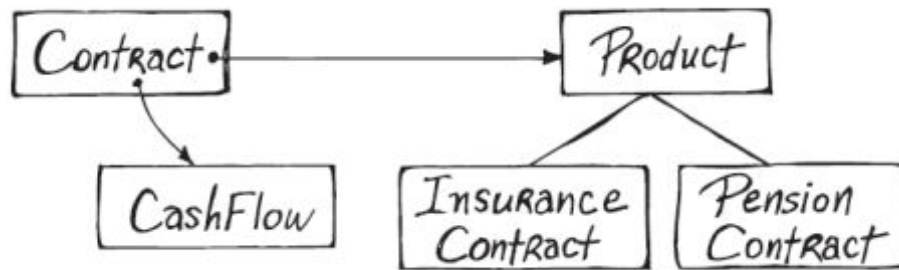 Contract
Product
CashFlow
Insurance
Contract
Pension
Contract